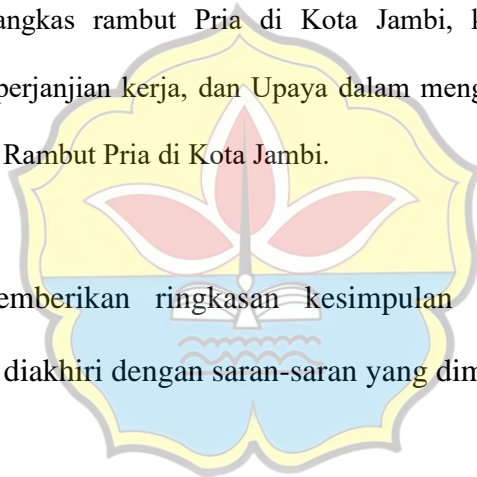 angkas rambut Pria di Kota Jambi, k
perjanjian kerja, dan Upaya dalam meng
Rambut Pria di Kota Jambi.
emberikan ringkasan kesimpulan
diakhiri dengan saran-saran yang dim